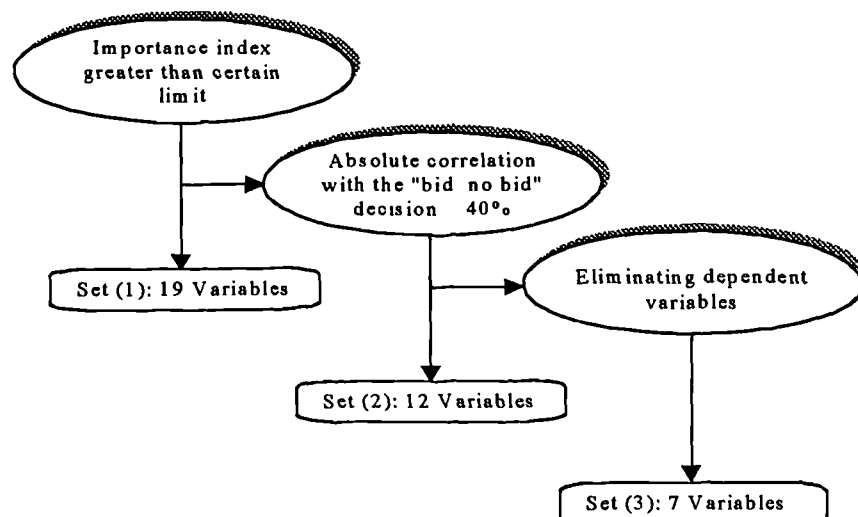 Importance index
greater than certain
limit
Absolute correlation
with the "bid no bid"
decision 40%
Set (1): 19 Variables
Eliminating dependent
variables
Set (2): 12 Variables
Set (3): 7 Variables